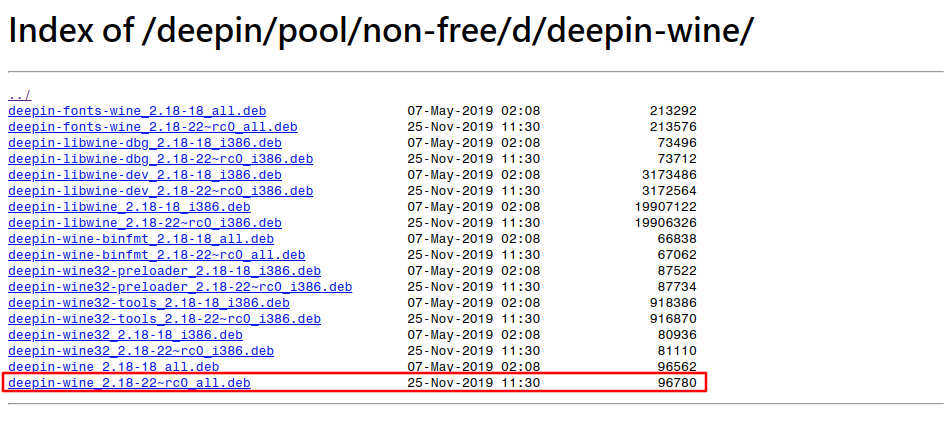 Index of /deepin/pool/non-free/d/deepin-wine/
../
deepin-fonts-wine_2.18-18_all.deb 07-May-2019 02:08 213292
deepin-fonts-wine_2.18-22~rc0_all.deb 25-Nov-2019 11:30 213576
deepin-libwine-dbg_2.18-18_i386.deb 07-May-2019 02:08 73496
deepin-libwine-dbg_2.18-22~rc0_i386.deb 25-Nov-2019 11:30 73712
deepin-libwine-dev_2.18-18_i386.deb 07-May-2019 02:08 3173486
deepin-libwine-dev_2.18-22~rc0_i386.deb 25-Nov-2019 11:30 3172564
deepin-libwine_2.18-18_i386.deb 07-May-2019 02:08 19907122
deepin-libwine_2.18-22~rc0_i386.deb 25-Nov-2019 11:30 19906326
deepin-wine-binfmt_2.18-18_all.deb 07-May-2019 02:08 66838
deepin-wine-binfmt_2.18-22~rc0_all.deb 25-Nov-2019 11:30 67062
deepin-wine32-preloader_2.18-18_i386.deb 07-May-2019 02:08 87522
deepin-wine32-preloader_2.18-22~rc0_i386.deb 25-Nov-2019 11:30 87734
deepin-wine32-tools_2.18-18_i386.deb 07-May-2019 02:08 918386
deepin-wine32-tools_2.18-22~rc0_i386.deb 25-Nov-2019 11:30 916870
deepin-wine32_2.18-18_i386.deb 07-May-2019 02:08 80936
deepin-wine32_2.18-22~rc0_i386.deb 25-Nov-2019 11:30 81110
deepin-wine_2.18-18_all.deb 07-May-2019 02:08 96562
deepin-wine_2.18-22~rc0_all.deb 25-Nov-2019 11:30 96780